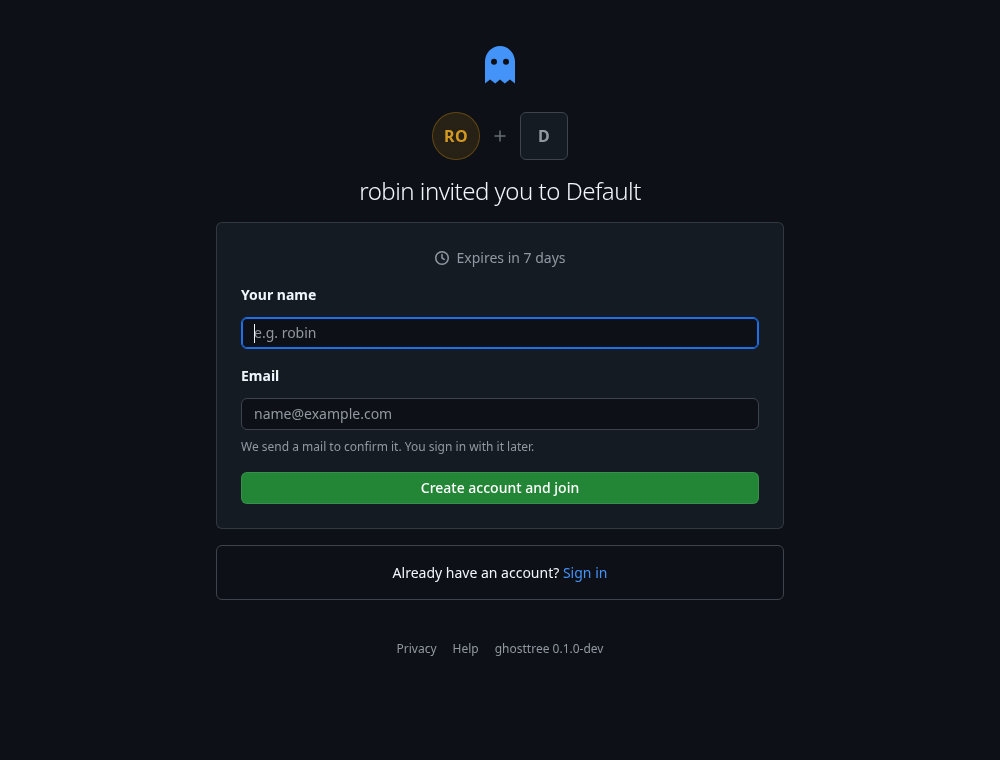 RO + D
robin invited you to Default
Expires in 7 days
Your name
e.g. robin
Email
name@example.com
We send a mail to confirm it. You sign in with it later.
Create account and join
Already have an account? Sign in
Privacy Help ghosttree 0.1.0-dev